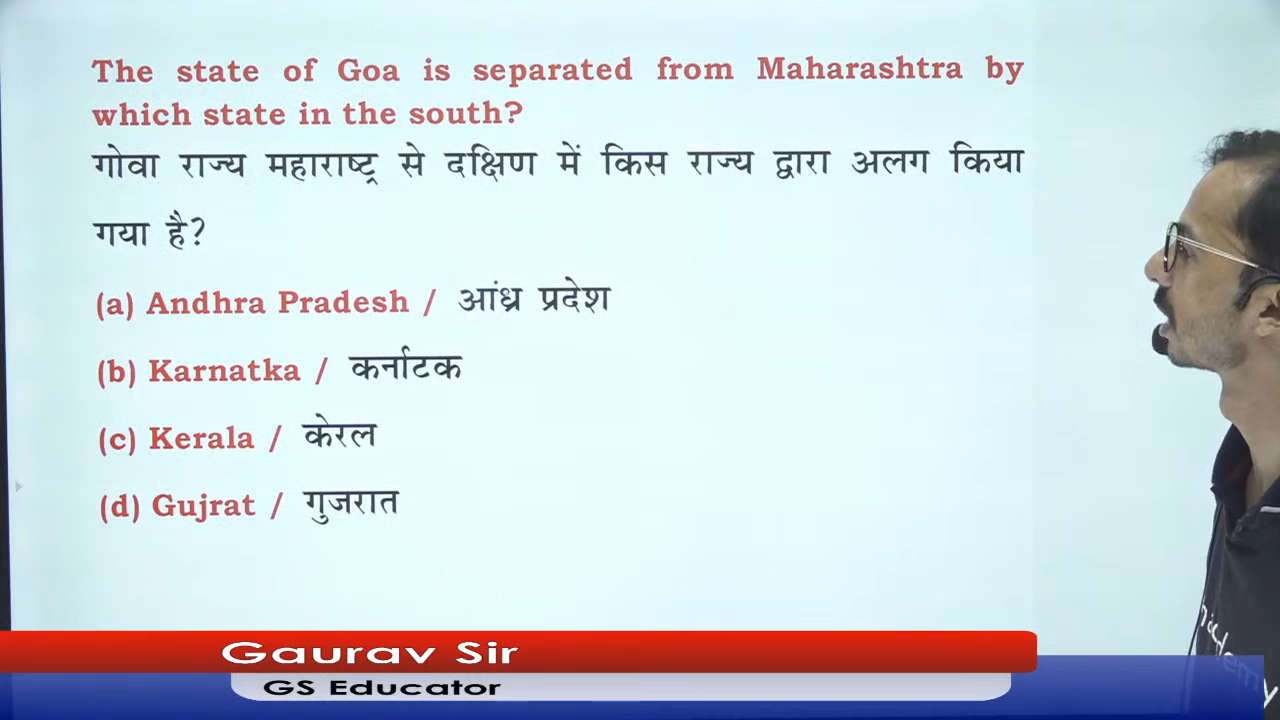 The state of Goa is separated from Maharashtra by
which state in the south?
गोवा राज्य महाराष्ट्र से दक्षिण में किस राज्य द्वारा अलग किया
गया है?
(a) Andhra Pradesh / आंध्र प्रदेश
(b) Karnatka / कर्नाटक
(c) Kerala / केरल
(d) Gujrat / गुजरात
Gaurav Sir
GS Educator